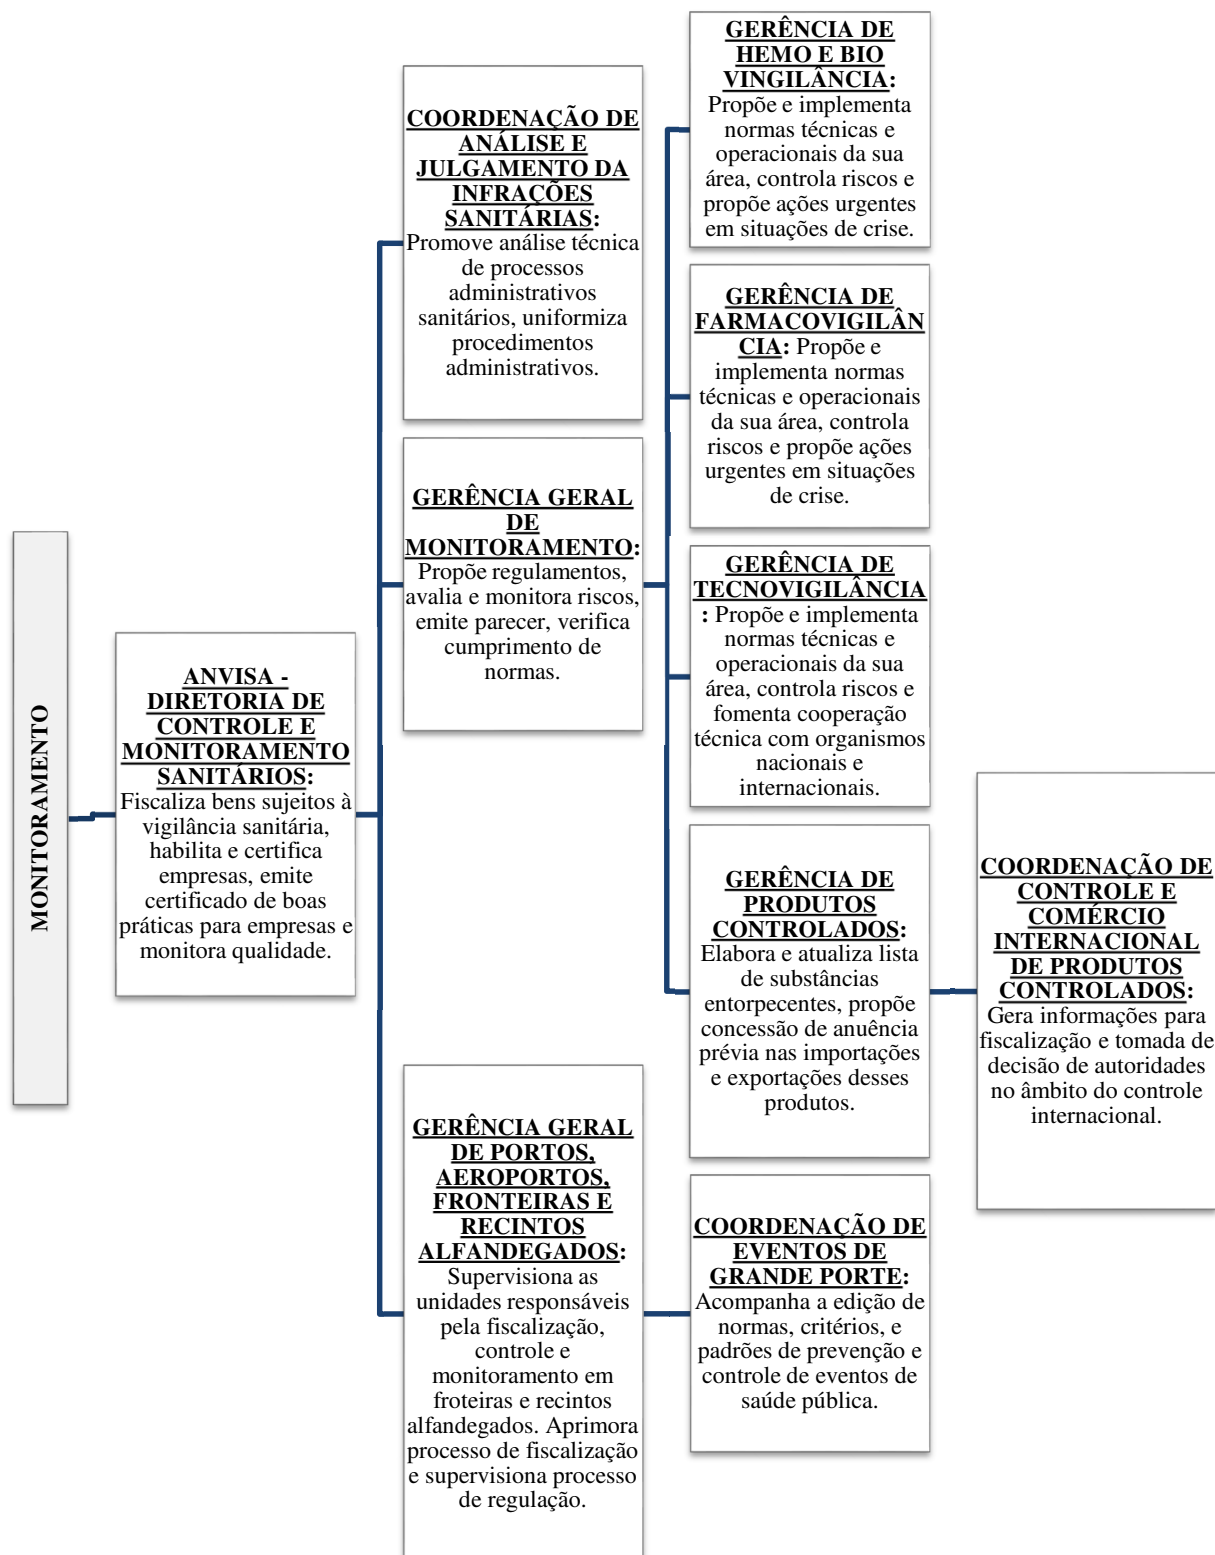 MONITORAMENTO
ANVISA -
DIRETORIA DE
CONTROLE E
MONITORAMENTO
SANITÁRIOS:
Fiscaliza bens sujeitos à
vigilância sanitária,
habilita e certifica
empresas, emite
certificado de boas
práticas para empresas e
monitora qualidade.
COORDENAÇÃO DE
ANÁLISE E
JULGAMENTO DA
INFRAÇÕES
SANITÁRIAS:
Promove análise técnica
de processos
administrativos
sanitários, uniformiza
procedimentos
administrativos.
GERÊNCIA GERAL
DE
MONITORAMENTO:
Propõe regulamentos,
avalia e monitora riscos,
emite parecer, verifica
cumprimento de
normas.
GERÊNCIA DE
HEMO E BIO
VINGILÂNCIA:
Propõe e implementa
normas técnicas e
operacionais da sua
área, controla riscos e
propõe ações urgentes
em situações de crise.
GERÊNCIA DE
FARMACOVIGILÂN
CIA: Propõe e
implementa normas
técnicas e operacionais
da sua área, controla
riscos e propõe ações
urgentes em situações
de crise.
GERÊNCIA DE
TECNOVIGILÂNCIA
: Propõe e implementa
normas técnicas e
operacionais da sua
área, controla riscos e
fomenta cooperação
técnica com organismos
nacionais e
internacionais.
GERÊNCIA DE
PRODUTOS
CONTROLADOS:
Elabora e atualiza lista
de substâncias
entorpecentes, propõe
concessão de anuência
prévia nas importações
e exportações desses
produtos.
COORDENAÇÃO DE
CONTROLE E
COMÉRCIO
INTERNACIONAL
DE PRODUTOS
CONTROLADOS:
Gera informações para
fiscalização e tomada de
decisão de autoridades
no âmbito do controle
internacional.
GERÊNCIA GERAL
DE PORTOS,
AEROPORTOS,
FRONTEIRAS E
RECINTOS
ALFANDEGADOS:
Supervisiona as
unidades responsáveis
pela fiscalização,
controle e
monitoramento em
froteiras e recintos
alfandegados. Aprimora
processo de fiscalização
e supervisiona processo
de regulação.
COORDENAÇÃO DE
EVENTOS DE
GRANDE PORTE:
Acompanha a edição de
normas, critérios, e
padrões de prevenção e
controle de eventos de
saúde pública.